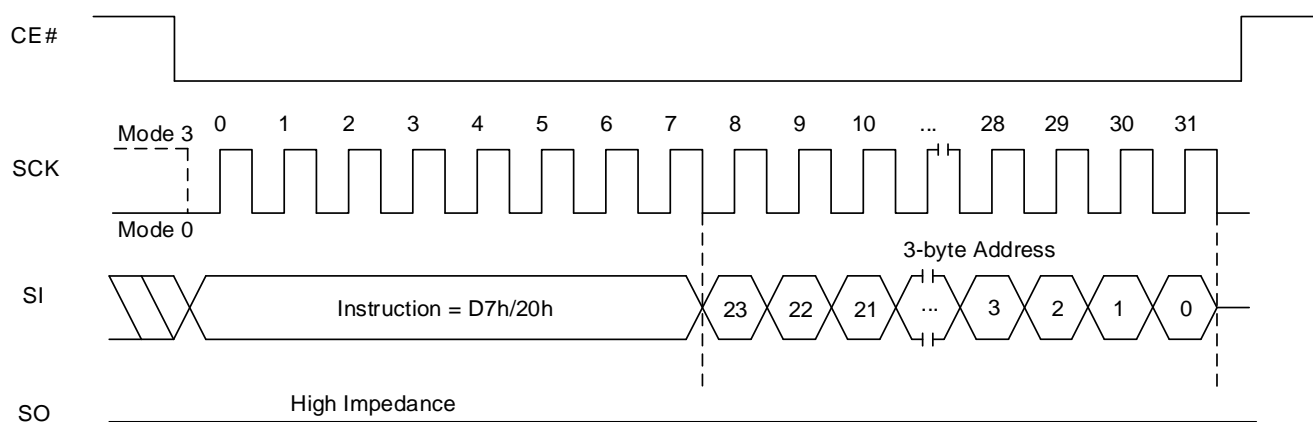 CE#
Mode 3
0 1 2 3 4 5 6 7 8 9 10 ... 28 29 30 31
SCK
Mode 0
3-byte Address
SI
Instruction = D7h/20h
23 22 21 ... 3 2 1 0
High Impedance
SO